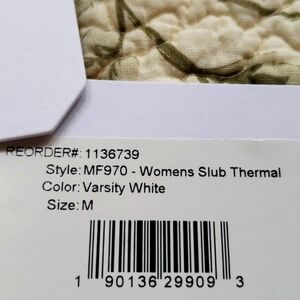 REORDER#: 1136739
Style: MF970 - Womens Slub Thermal
Color: Varsity White
Size: M
1 90136 29909 3